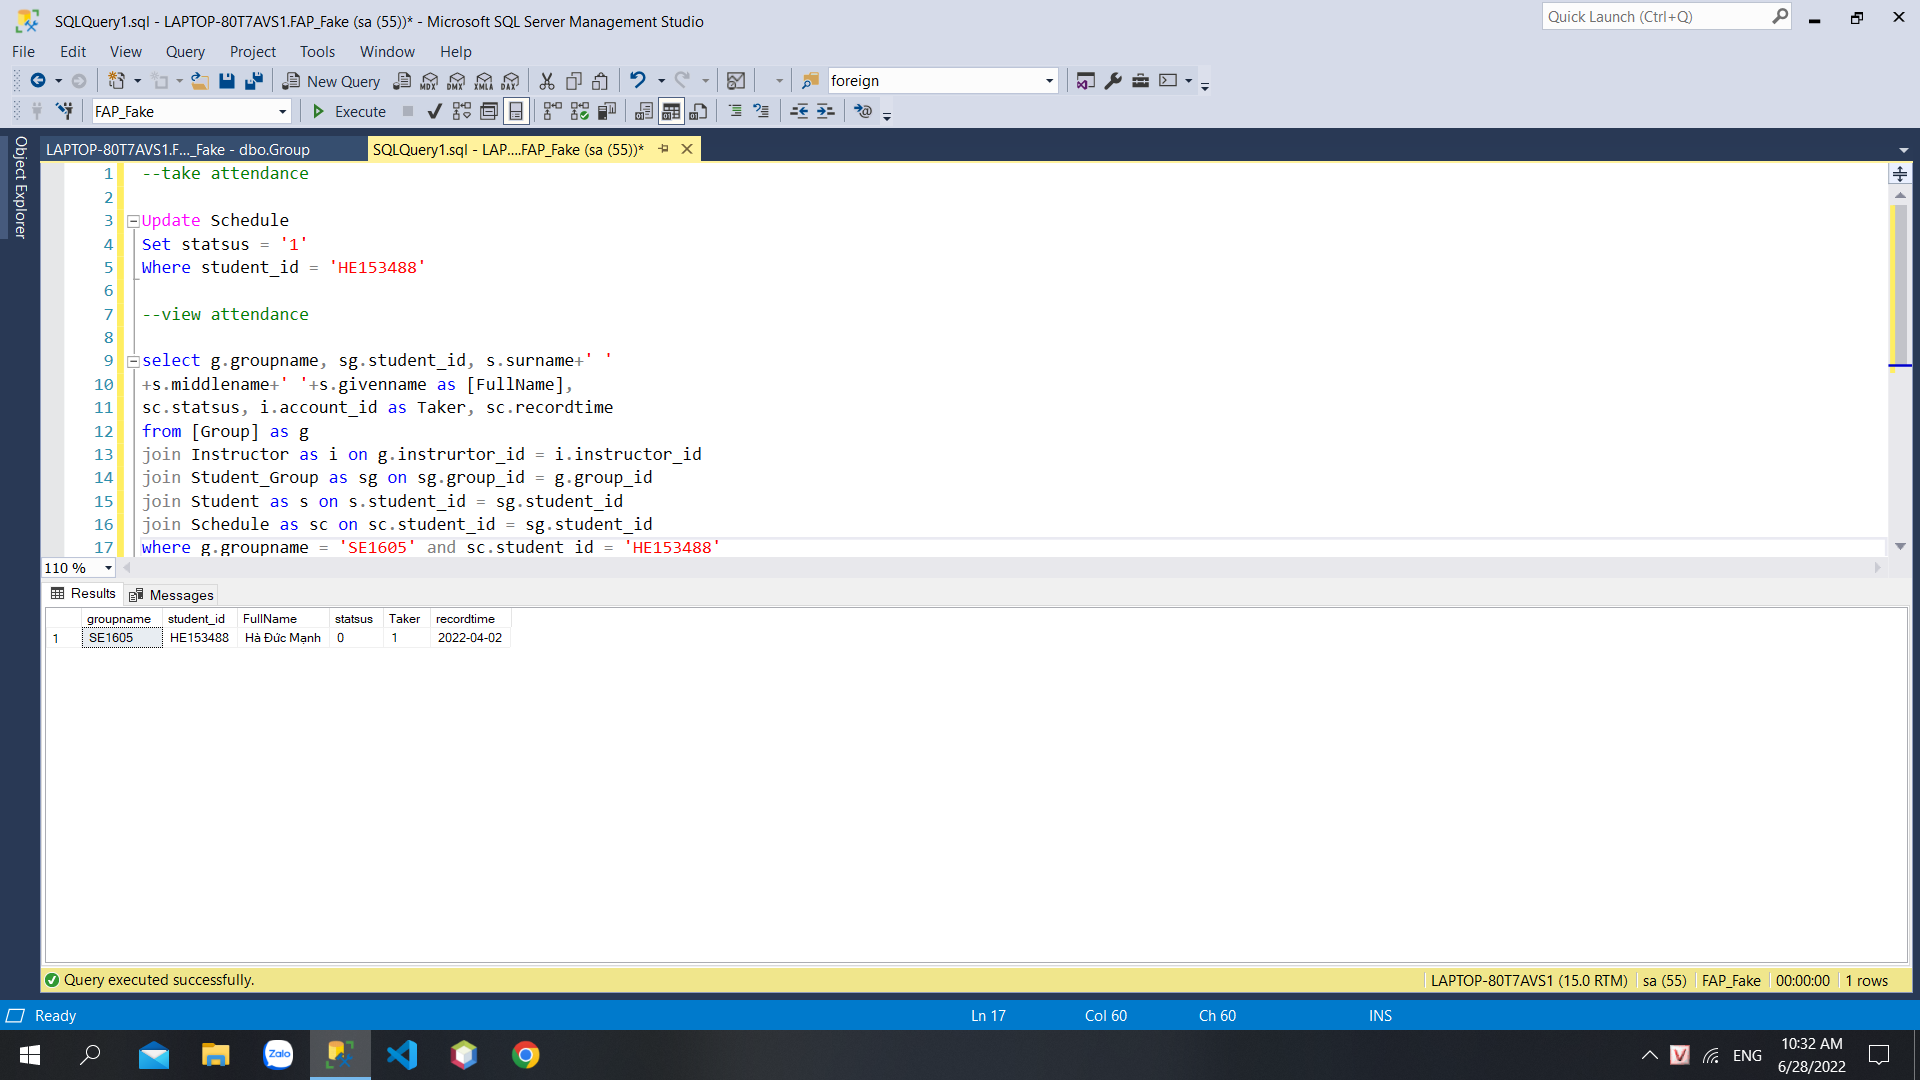 SQLQuery1.sql - LAPTOP-80T7AVS1.FAP_Fake (sa (55))* - Microsoft SQL Server Management Studio
Quick Launch (Ctrl+Q)
File Edit View Query Project Tools Window Help
New Query
MDX DMX XMLA DAX
foreign
FAP_Fake
Execute
Object Explorer
LAPTOP-80T7AVS1.F..._Fake - dbo.Group
SQLQuery1.sql - LAP....FAP_Fake (sa (55))*
1 --take attendance
2
3 Update Schedule
4 Set statsus = '1'
5 Where student_id = 'HE153488'
6
7 --view attendance
8
9 select g.groupname, sg.student_id, s.surname+' '
10 +s.middlename+' '+s.givenname as [FullName],
11 sc.statsus, i.account_id as Taker, sc.recordtime
12 from [Group] as g
13 join Instructor as i on g.instrurtor_id = i.instructor_id
14 join Student_Group as sg on sg.group_id = g.group_id
15 join Student as s on s.student_id = sg.student_id
16 join Schedule as sc on sc.student_id = sg.student_id
17 where g.groupname = 'SE1605' and sc.student_id = 'HE153488'
110 %
Results Messages
groupname student_id FullName statsus Taker recordtime
1 SE1605 HE153488 Hà Đức Mạnh 0 1 2022-04-02
Query executed successfully.
LAPTOP-80T7AVS1 (15.0 RTM) sa (55) FAP_Fake 00:00:00 1 rows
Ready
Ln 17 Col 60 Ch 60 INS
Zalo
V
ENG
10:32 AM
6/28/2022